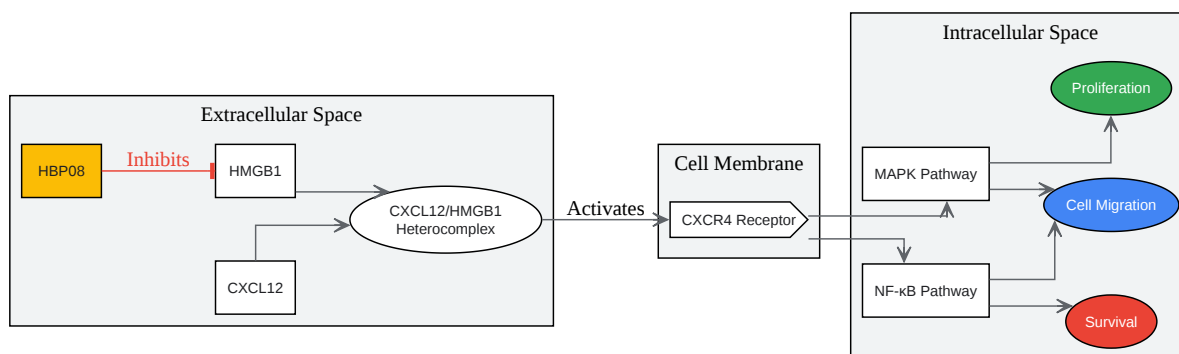 Extracellular Space
HBP08
Inhibits
HMGB1
CXCL12/HMGB1
Heterocomplex
CXCL12
Activates
Cell Membrane
CXCR4 Receptor
Intracellular Space
Proliferation
MAPK Pathway
Cell Migration
NF-κB Pathway
Survival